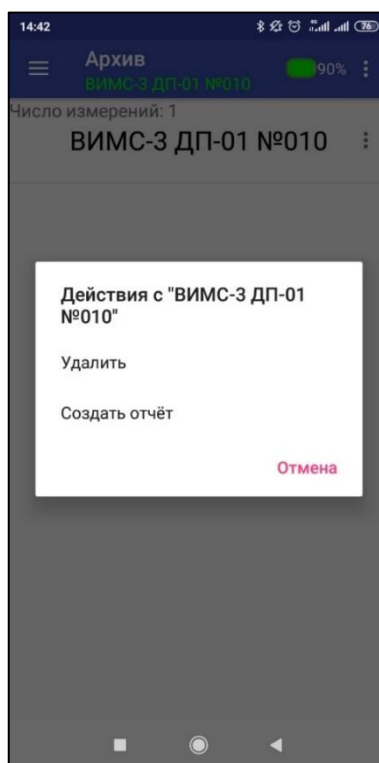 14:42
76
Архив
ВИМС-3 ДП-01 №010
90%
Число измерений: 1
ВИМС-3 ДП-01 №010
Действия с "ВИМС-3 ДП-01
№010"
Удалить
Создать отчёт
Отмена